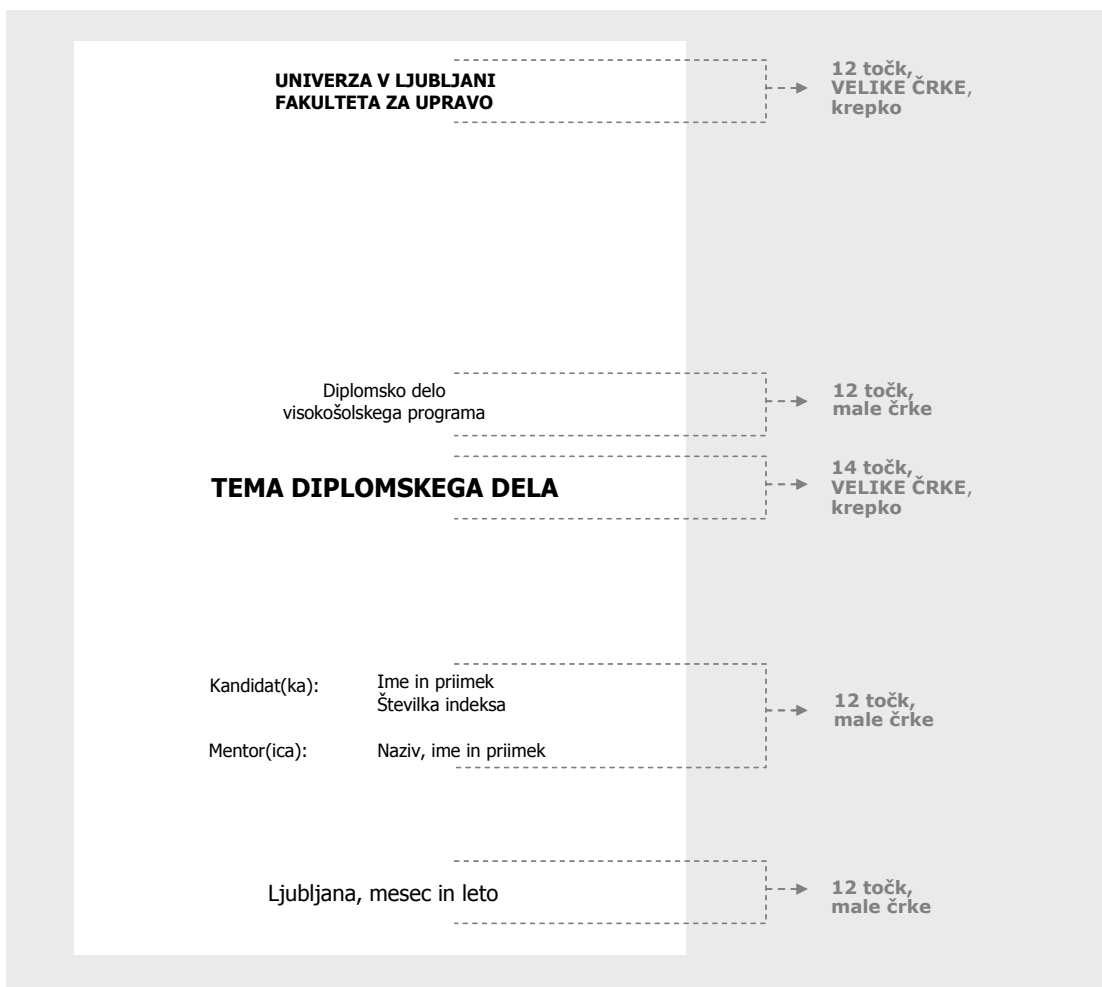 UNIVERZA V LJUBLJANI
FAKULTETA ZA UPRAVO
12 točk,
VELIKE ČRKE,
krepko
Diplomsko delo
visokošolskega programa
12 točk,
male črke
TEMA DIPLOMSKEGA DELA
14 točk,
VELIKE ČRKE,
krepko
Kandidat(ka): Ime in priimek
Številka indeksa
Mentor(ica): Naziv, ime in priimek
12 točk,
male črke
Ljubljana, mesec in leto
12 točk,
male črke